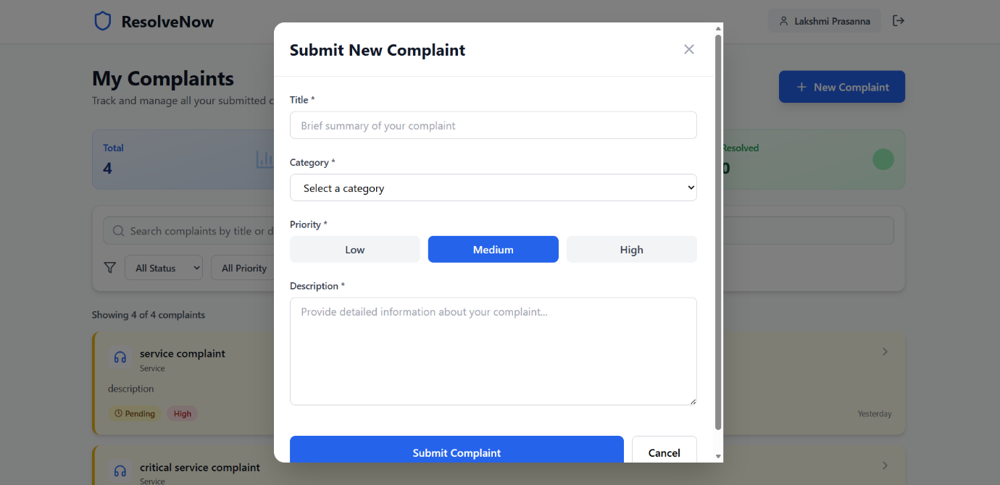 ResolveNow
Lakshmi Prasanna
My Complaints
Track and manage all your submitted c
+ New Complaint
Total
4
Resolved
0
Search complaints by title or d
All Status
All Priority
Showing 4 of 4 complaints
service complaint
Service
description
Pending
High
Yesterday
critical service complaint
Service
Submit New Complaint
Title *
Brief summary of your complaint
Category *
Select a category
Priority *
Low Medium High
Description *
Provide detailed information about your complaint...
Submit Complaint Cancel